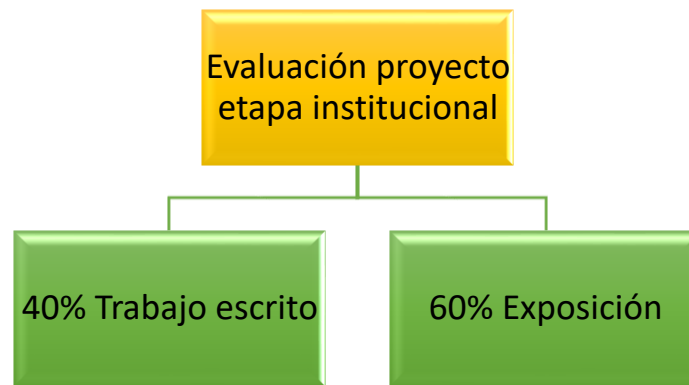 Evaluación proyecto
etapa institucional
40% Trabajo escrito
60% Exposición